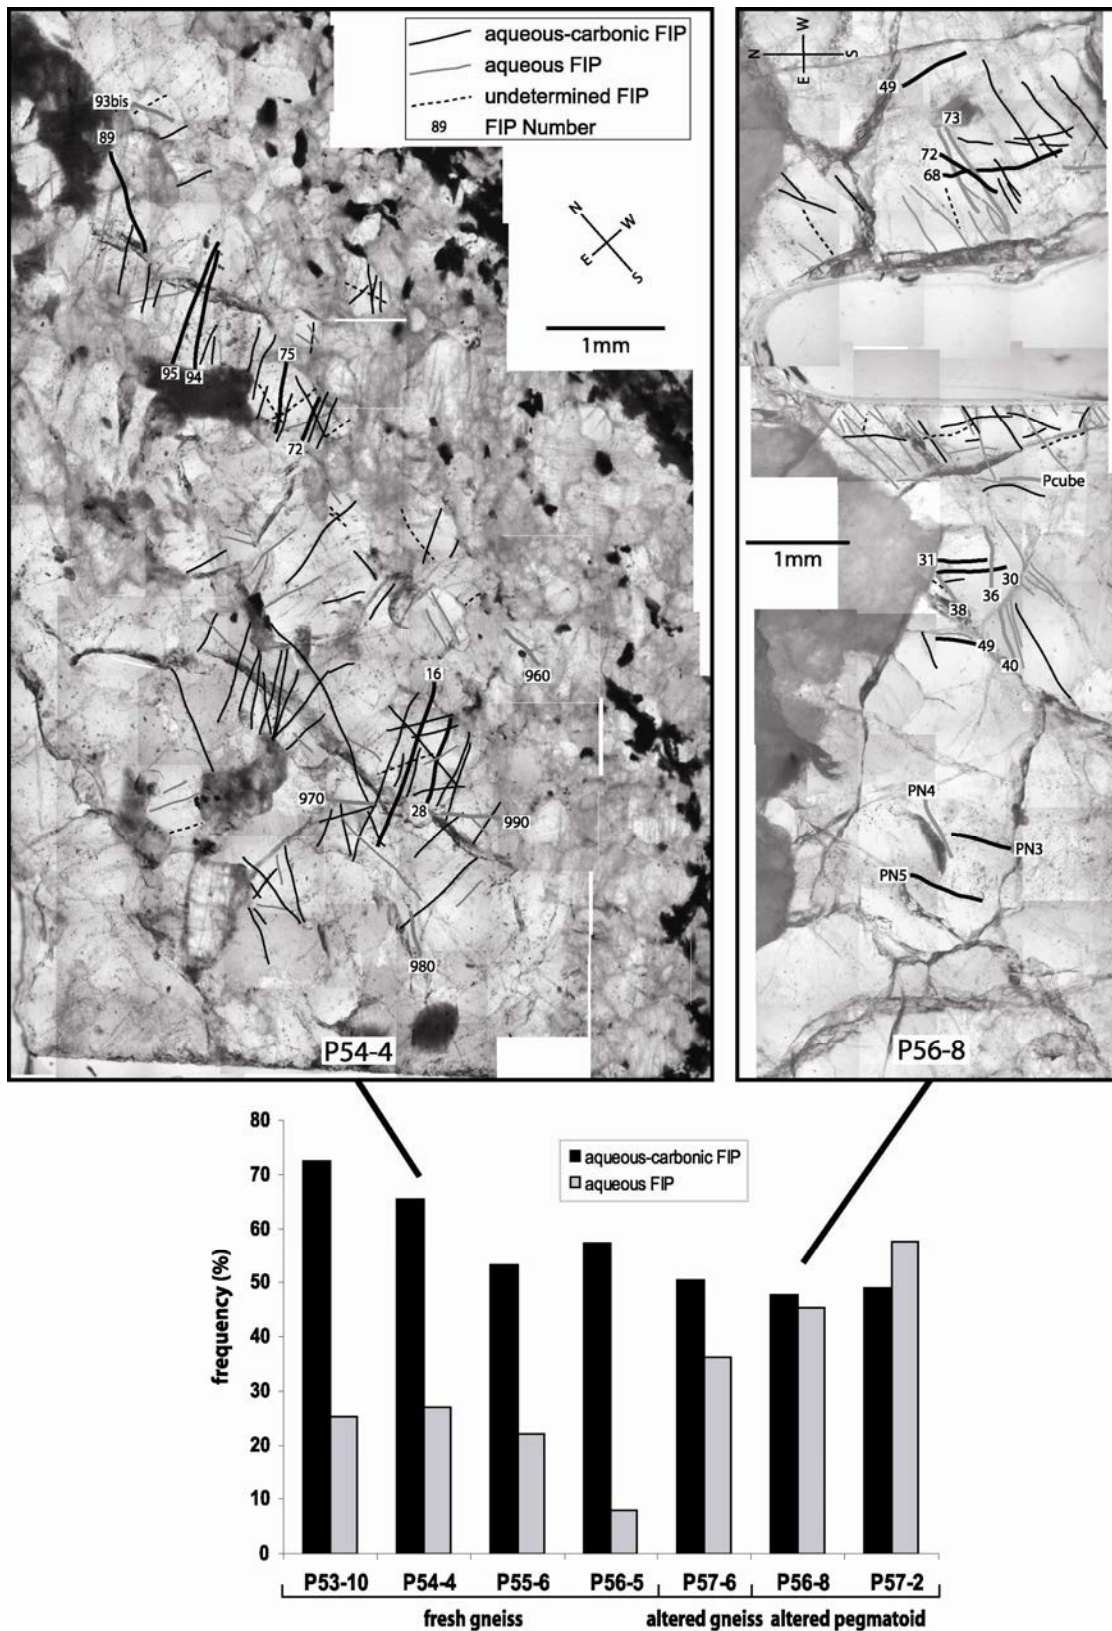 aqueous-carbonic FIP
aqueous FIP
undetermined FIP
89 FIP Number
N
W
E
S
1mm
93bis
89
95
94
75
72
16
960
970
28
990
980
P54-4
W
N
S
E
49
73
72
68
Pcube
1mm
31
30
36
38
49
40
PN4
PN3
PN5
P56-8
aqueous-carbonic FIP
aqueous FIP
frequency (%)
80
70
60
50
40
30
20
10
0
P53-10 P54-4 P55-6 P56-5 P57-6 P56-8 P57-2
fresh gneiss altered gneiss altered pegmatoid